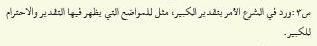 س٣: ورد في الشرع الأمر بتقدير الكبير، مثل للمواضع التي يظهر فيها التقدير والاحترام
للكبير.